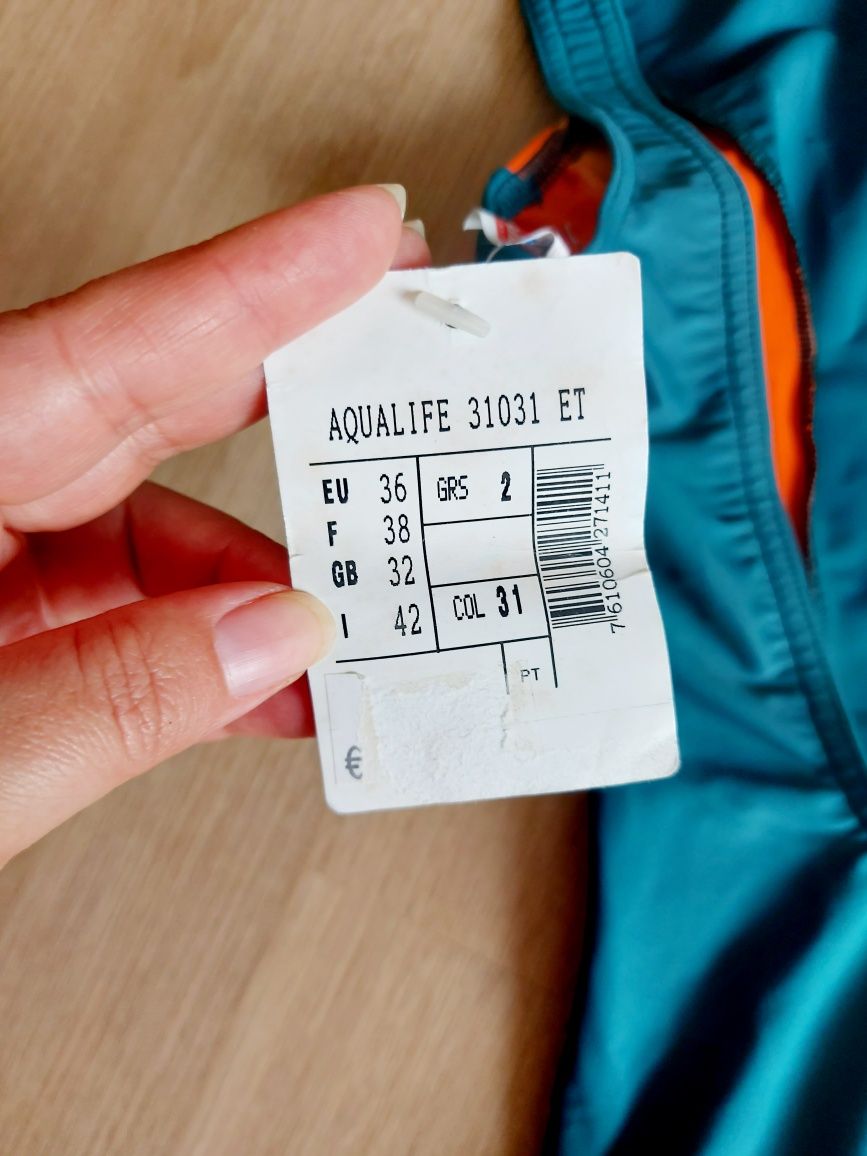 AQUALIFE 31031 ET
EU 36
F 38
GB 32
I 42
GRS 2
COL 31
7610604271411
PT
€